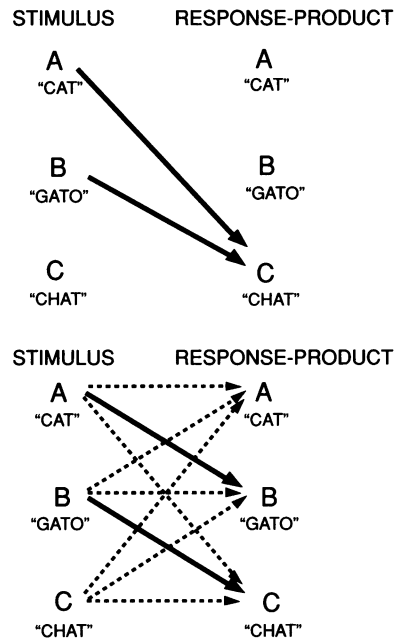 STIMULUS RESPONSE-PRODUCT
A A
“CAT” “CAT”
B B
“GATO” “GATO”
C C
“CHAT” “CHAT”
STIMULUS RESPONSE-PRODUCT
A A
“CAT” “CAT”
B B
“GATO” “GATO”
C C
“CHAT” “CHAT”